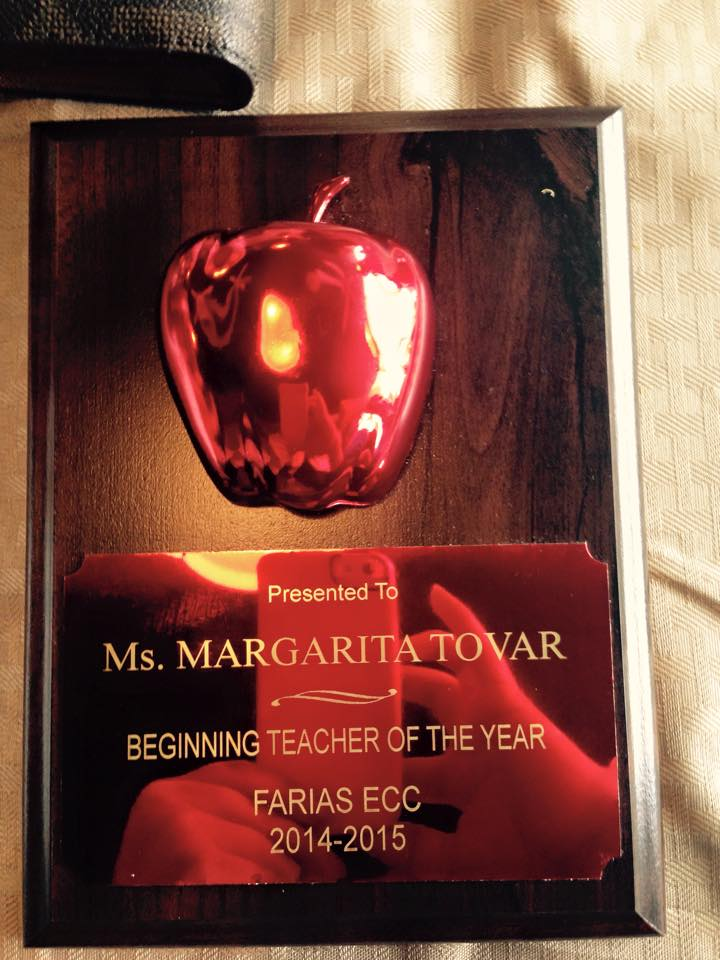 Presented To
Ms. MARGARITA TOVAR
BEGINNING TEACHER OF THE YEAR
FARIAS ECC
2014-2015